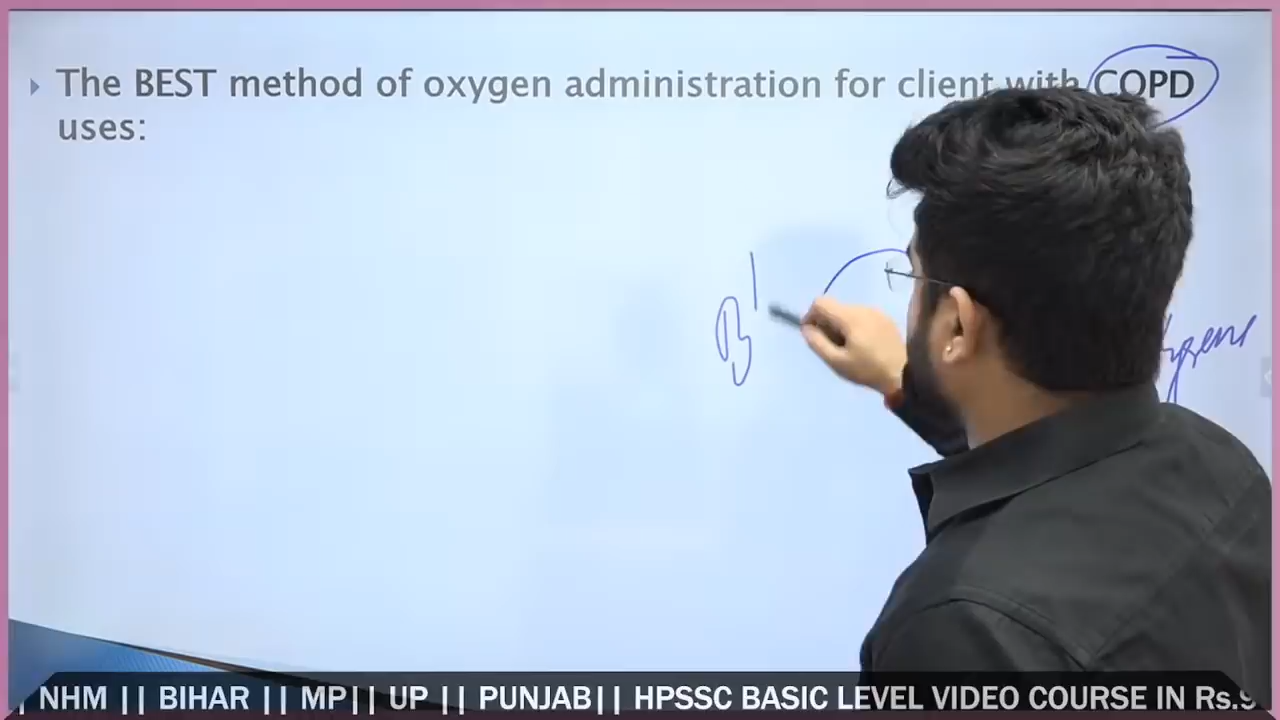 The BEST method of oxygen administration for client with COPD
uses:
B
| NHM || BIHAR || MP|| UP || PUNJAB|| HPSSC BASIC LEVEL VIDEO COURSE IN Rs.9